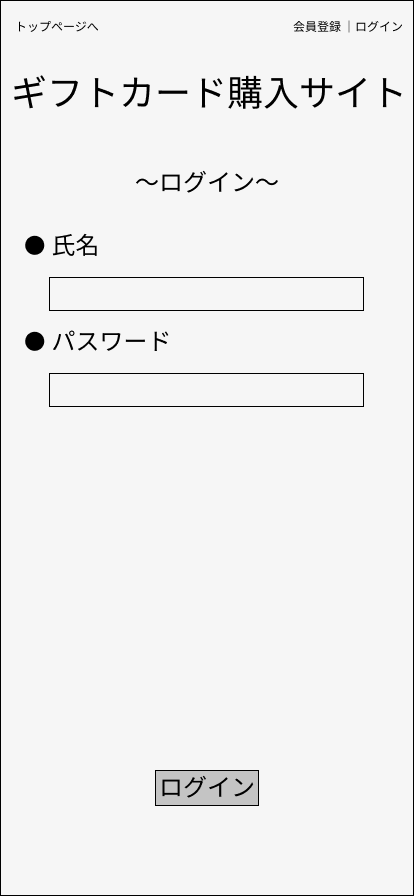 トップページへ
会員登録 | ログイン
ギフトカード購入サイト
～ログイン～
● 氏名
● パスワード
ログイン